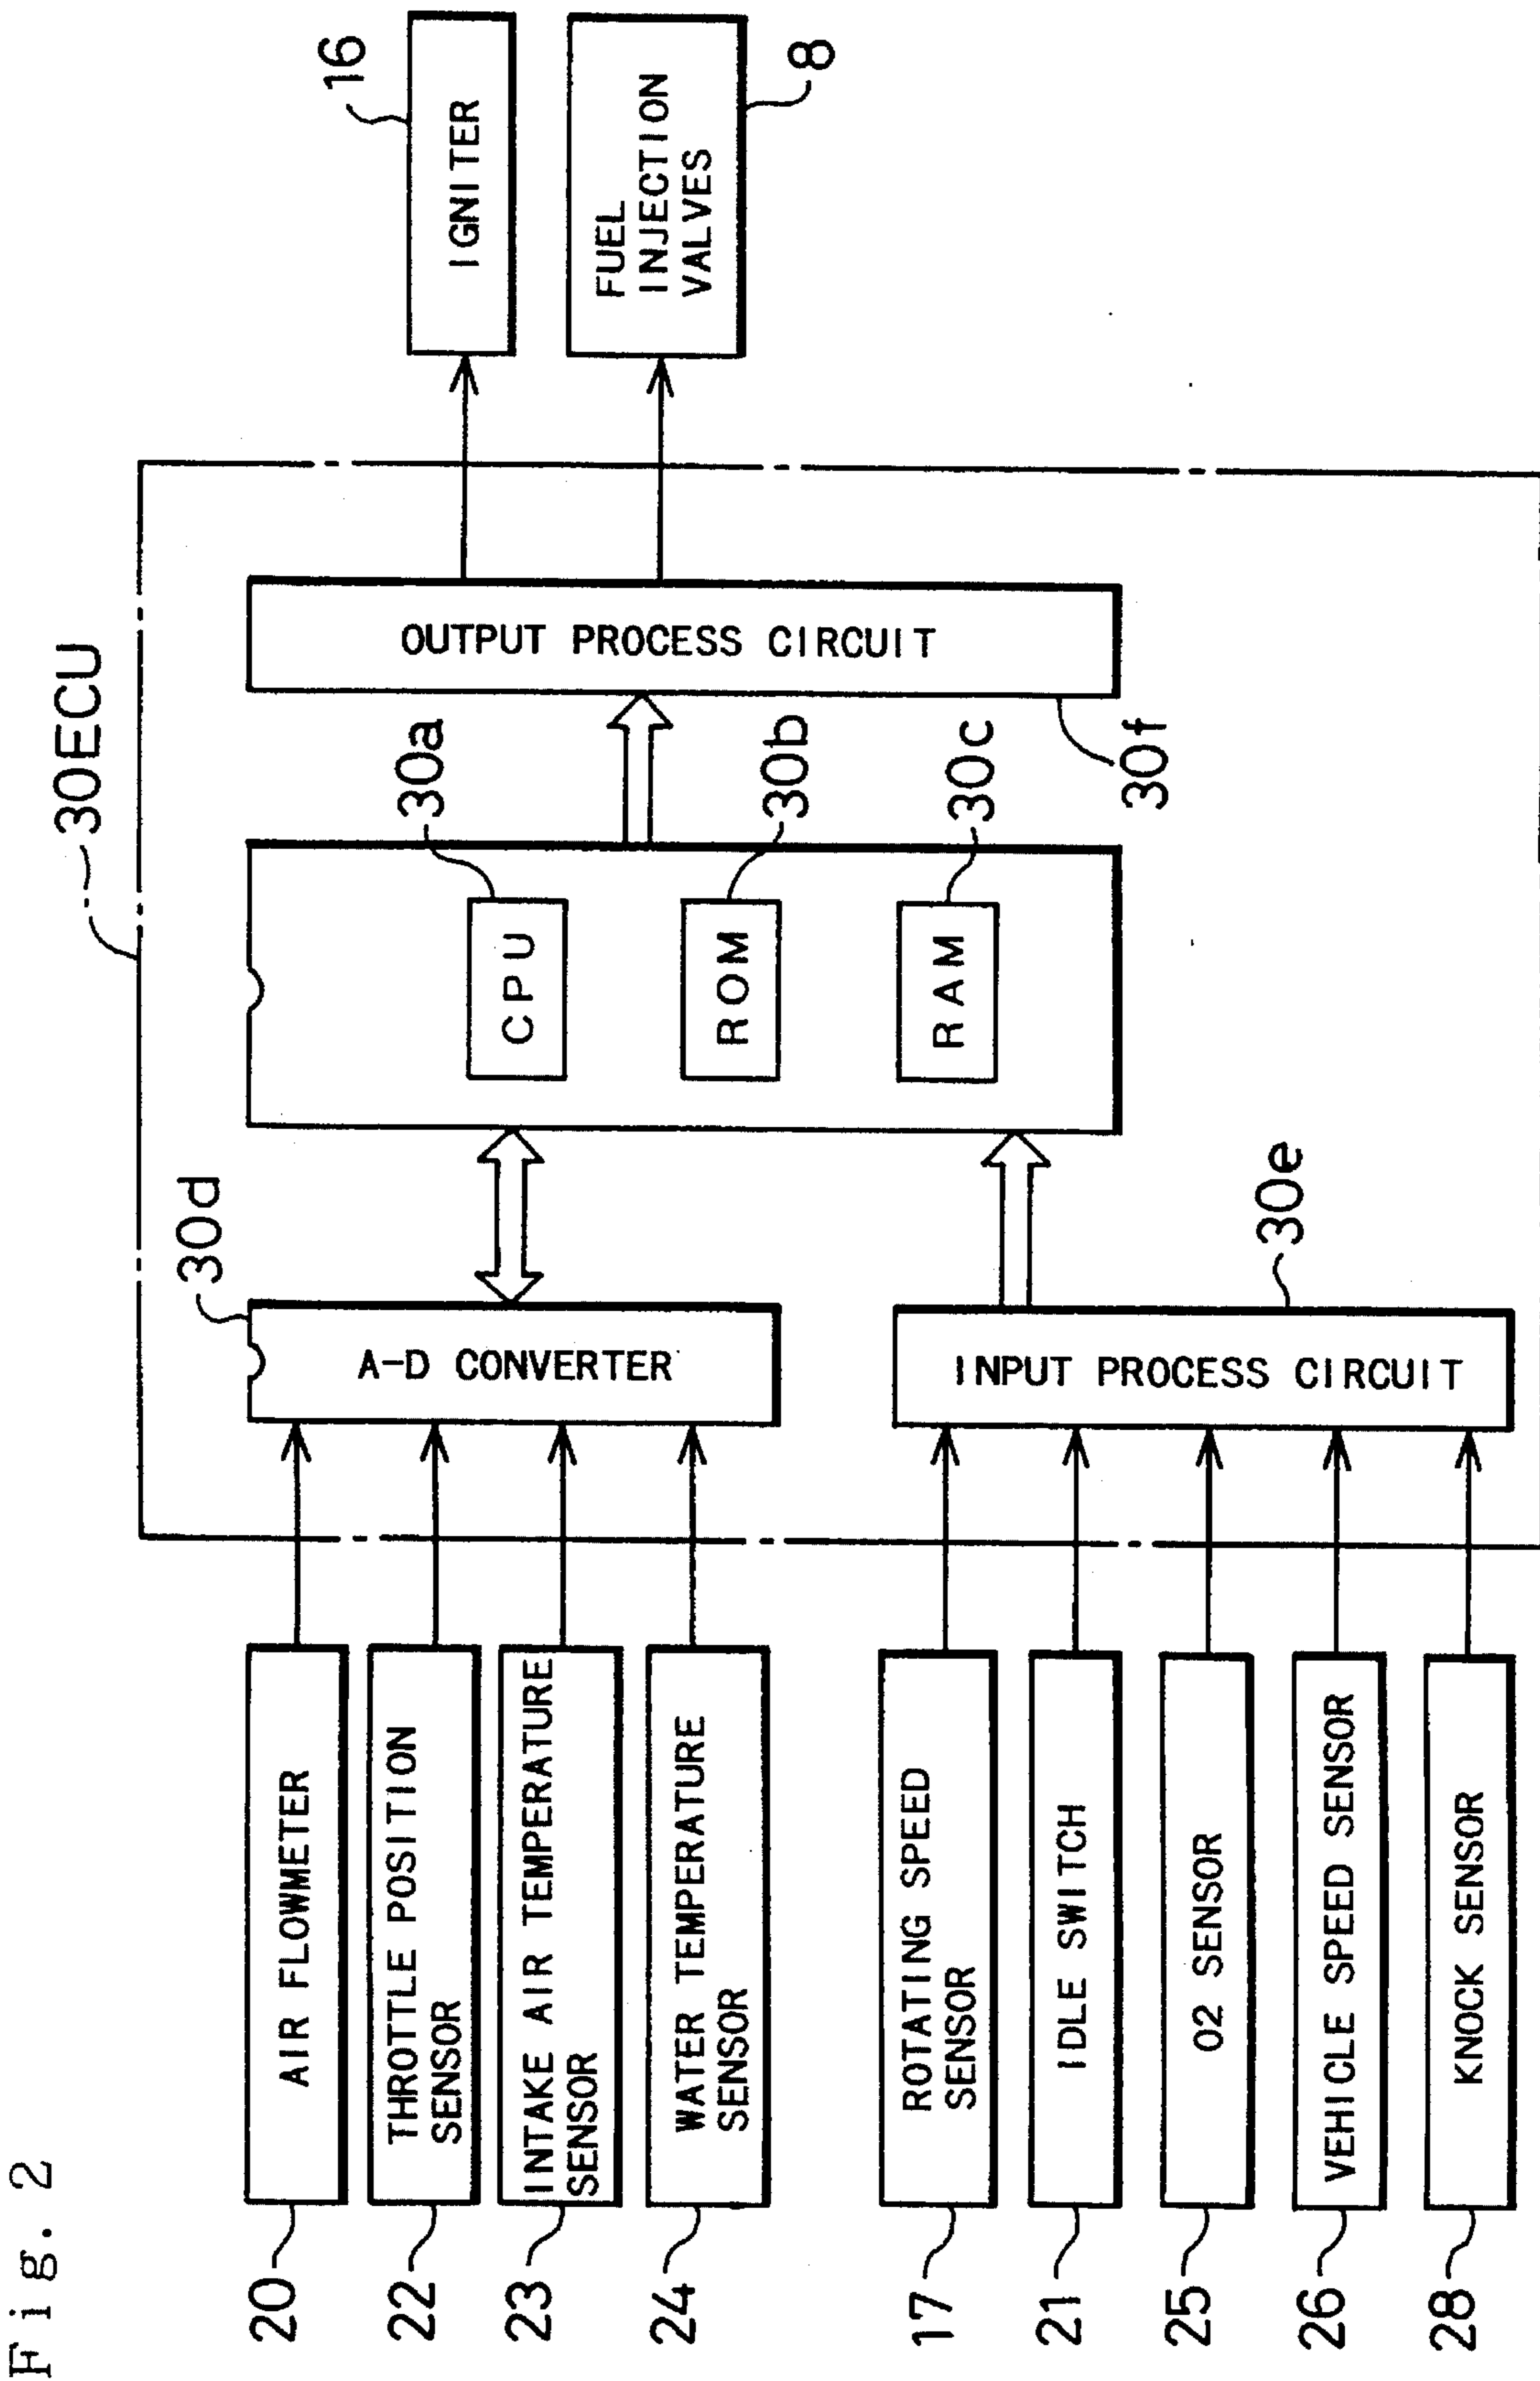 Fig. 2
30ECU
20
AIR FLOWMETER
22
THROTTLE POSITION
SENSOR
23
INTAKE AIR TEMPERATURE
SENSOR
24
WATER TEMPERATURE
SENSOR
17
ROTATING SPEED
SENSOR
21
IDLE SWITCH
25
O2 SENSOR
26
VEHICLE SPEED SENSOR
28
KNOCK SENSOR
30d
A-D CONVERTER
30e
INPUT PROCESS CIRCUIT
30a
CPU
30b
ROM
30c
RAM
30f
OUTPUT PROCESS CIRCUIT
16
IGNITER
FUEL
INJECTION
VALVES
8